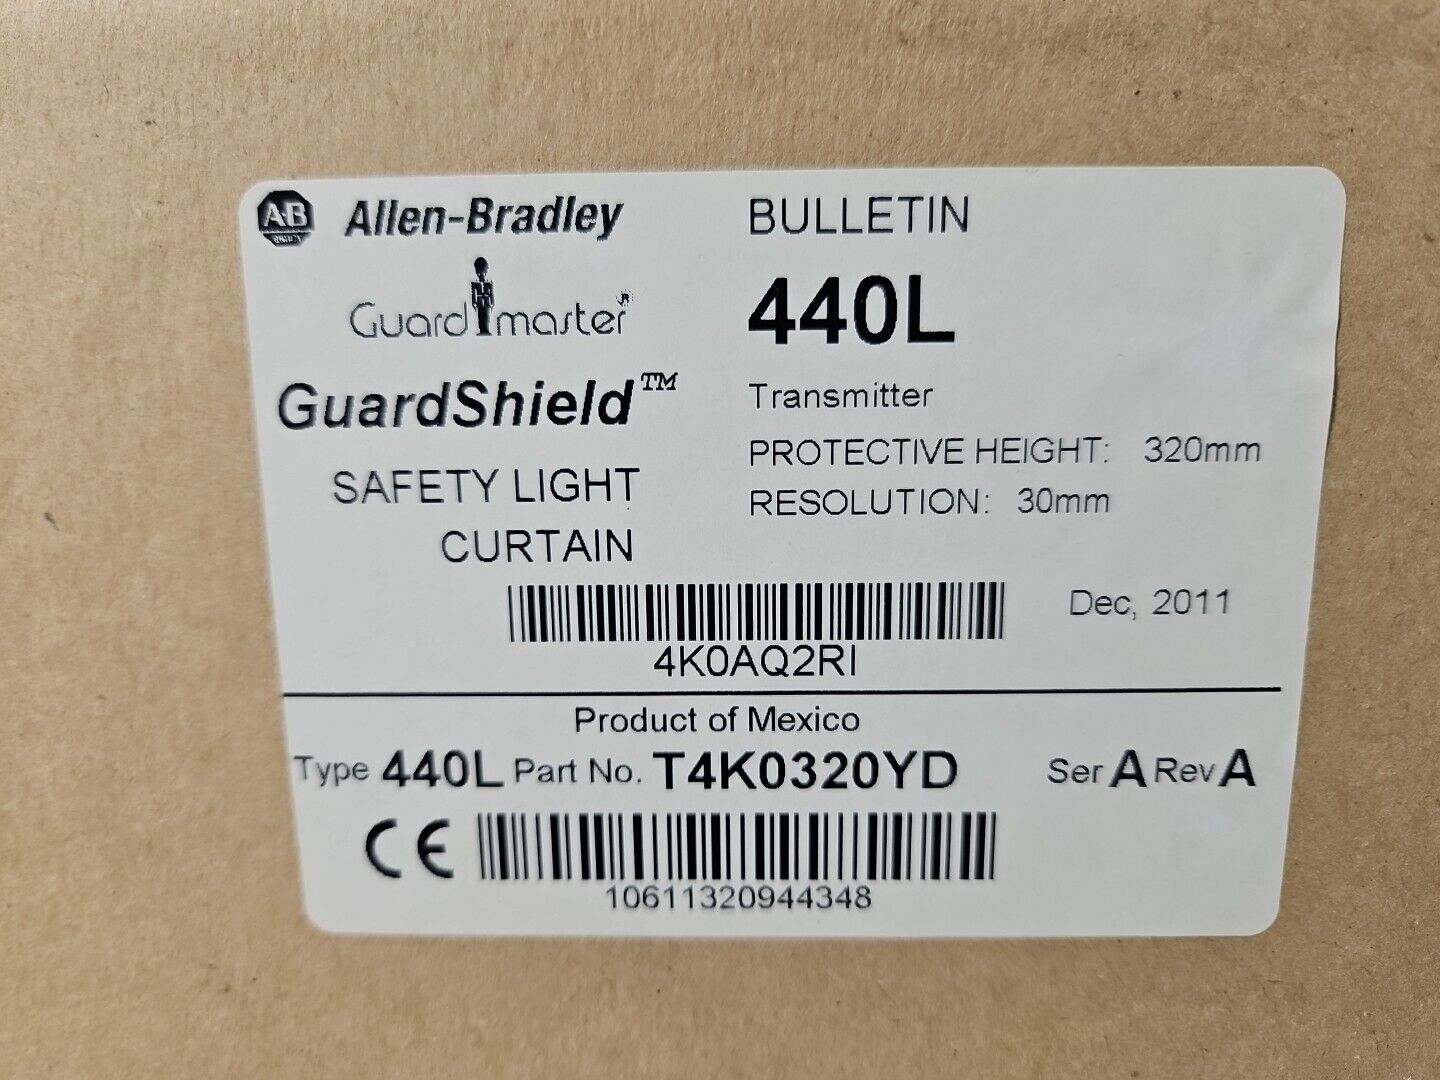 A-B
QUALITY
Allen-Bradley
Guardmaster®
GuardShield™
SAFETY LIGHT
CURTAIN
BULLETIN
440L
Transmitter
PROTECTIVE HEIGHT: 320mm
RESOLUTION: 30mm
Dec, 2011
4K0AQ2RI
Product of Mexico
Type 440L Part No. T4K0320YD Ser A Rev A
CE
10611320944348